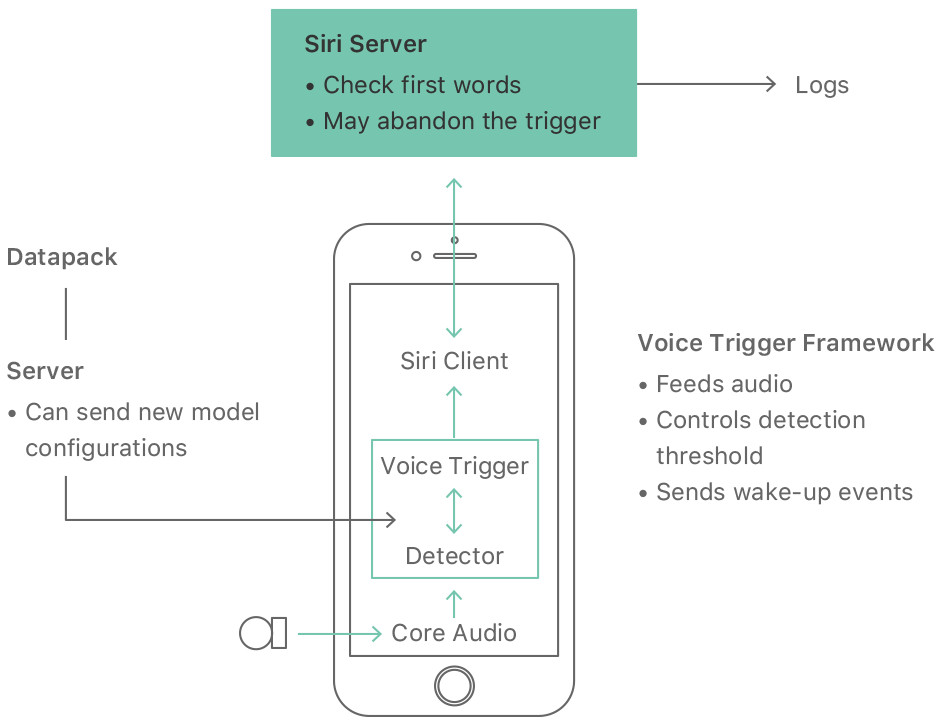 Siri Server
• Check first words
• May abandon the trigger
Logs
Datapack
Server
• Can send new model
configurations
Siri Client
Voice Trigger
Detector
Core Audio
Voice Trigger Framework
• Feeds audio
• Controls detection
threshold
• Sends wake-up events